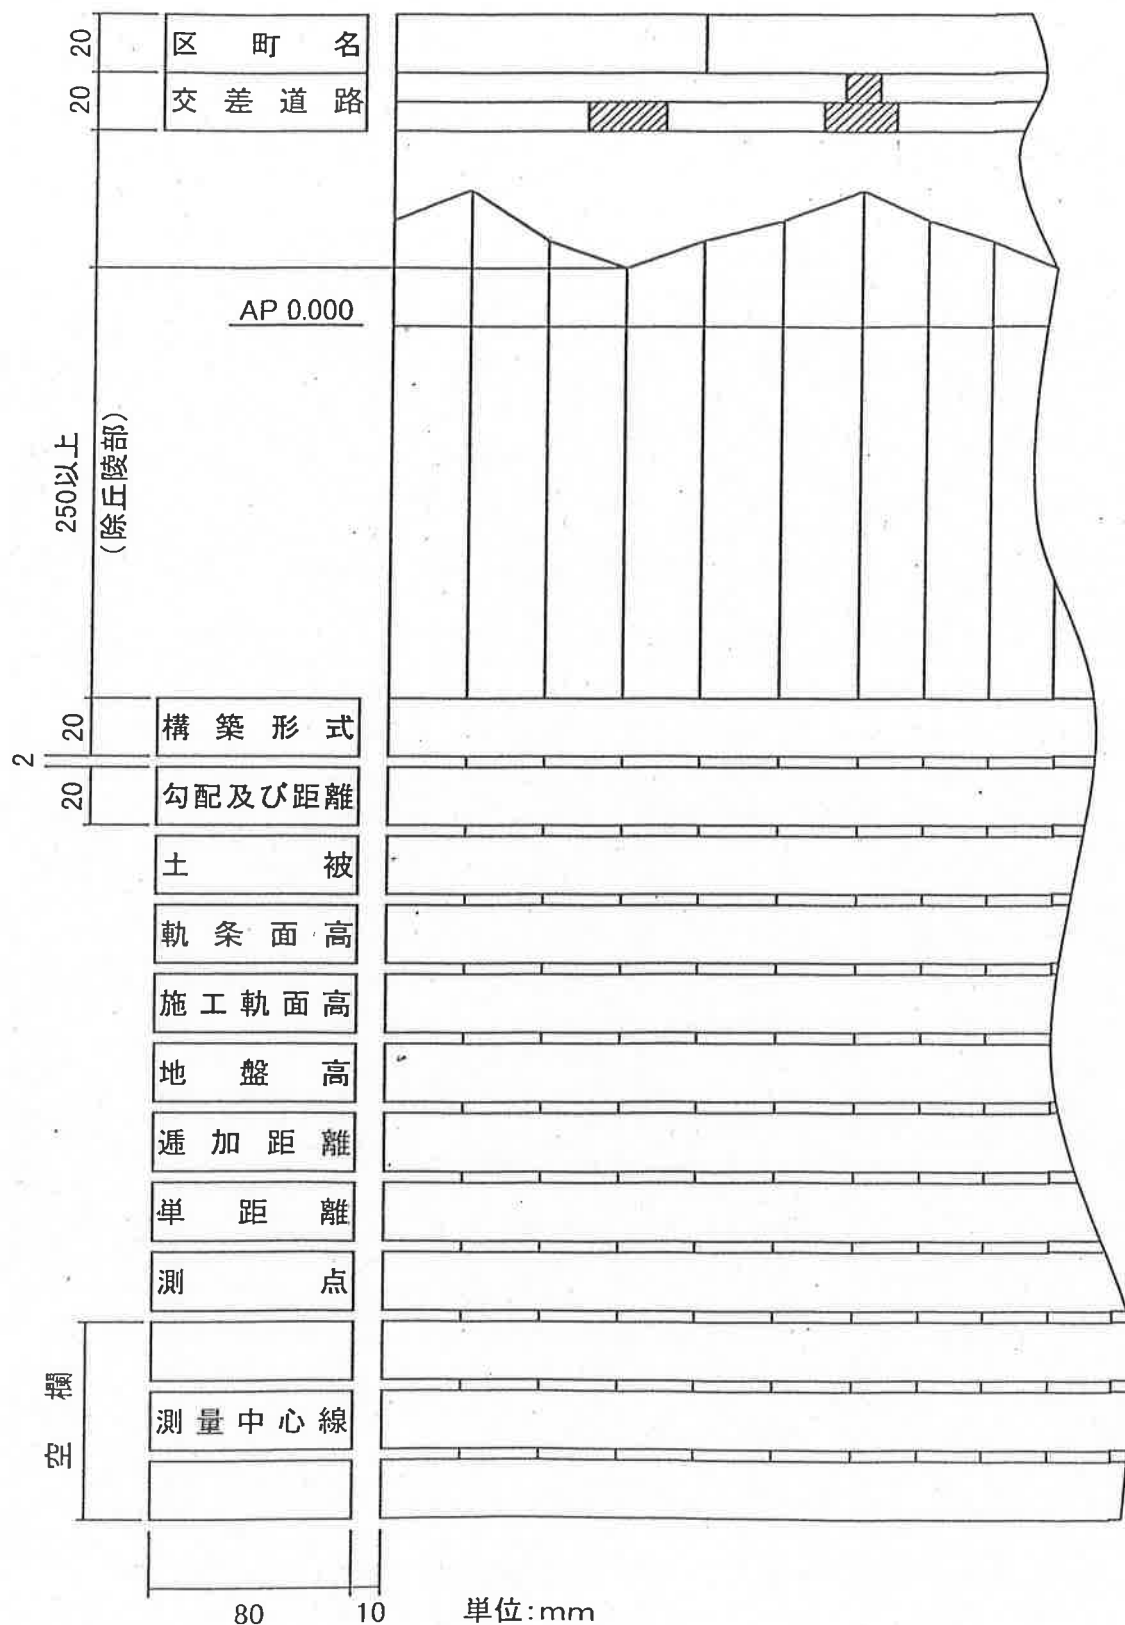 20
区町名
20
交差道路
AP 0.000
250以上
(除丘陵部)
20
構築形式
2
20
勾配及び距離
土被
軌条面高
施工軌面高
地盤高
逓加距離
単距離
測点
空欄
測量中心線
80
10
単位:mm